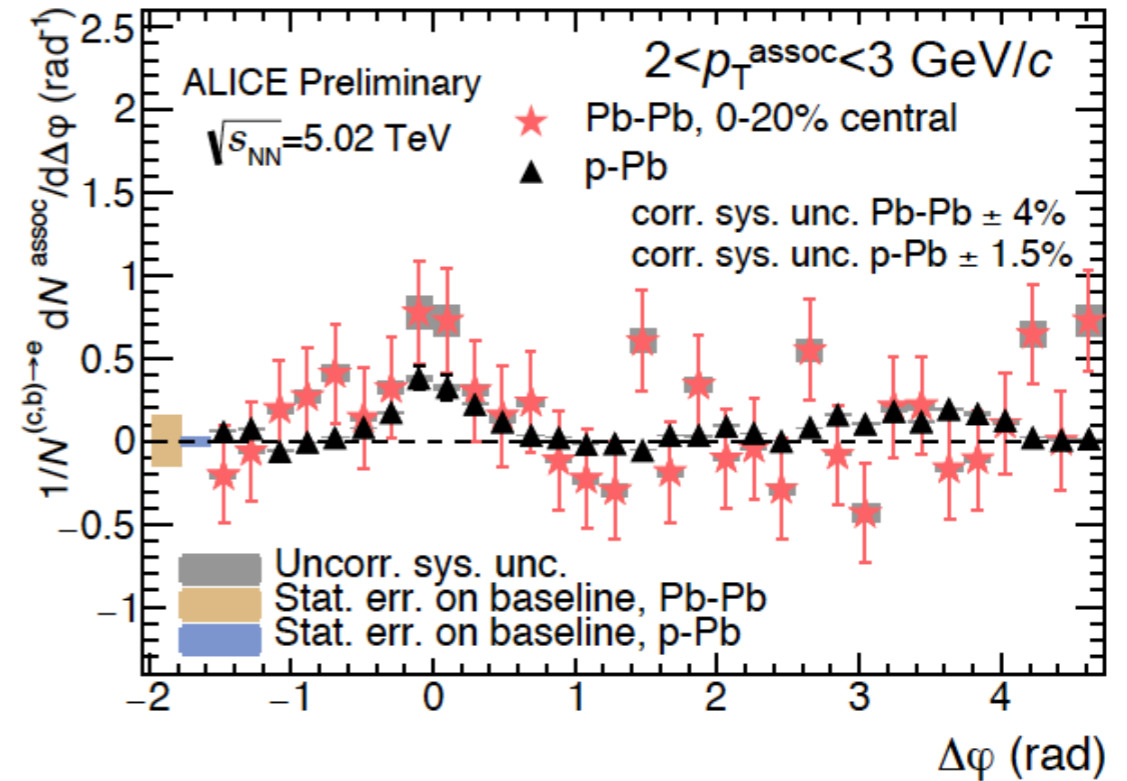 1/N^(c,b)→e dN^assoc/dΔφ (rad^-1)
2.5
2
1.5
1
0.5
0
−0.5
−1
ALICE Preliminary
√s_NN=5.02 TeV
2<p_T^assoc<3 GeV/c
Pb-Pb, 0-20% central
p-Pb
corr. sys. unc. Pb-Pb ± 4%
corr. sys. unc. p-Pb ± 1.5%
Uncorr. sys. unc.
Stat. err. on baseline, Pb-Pb
Stat. err. on baseline, p-Pb
−2 −1 0 1 2 3 4
Δφ (rad)